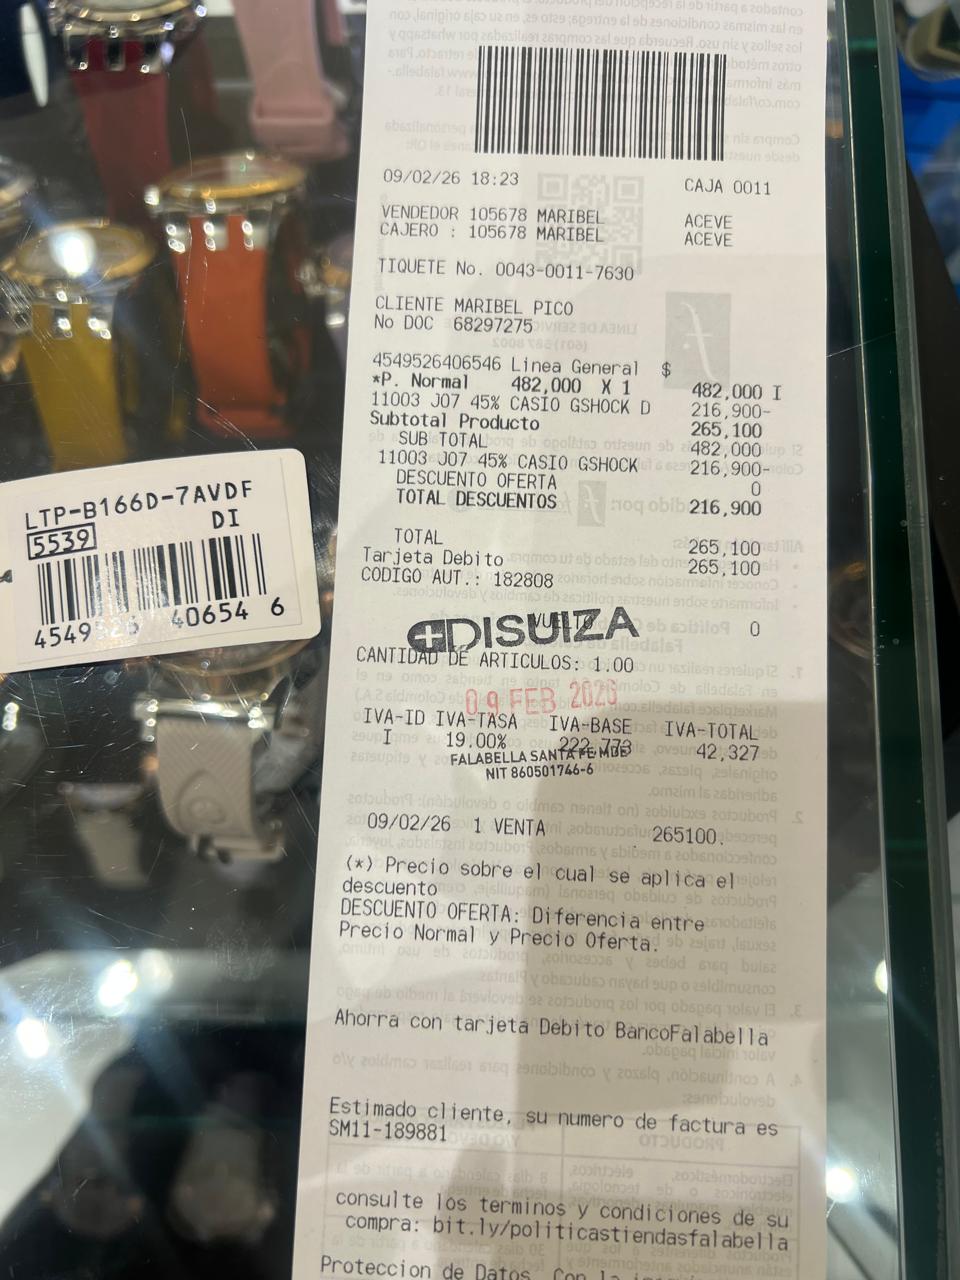 09/02/26 18:23 CAJA 0011
VENDEDOR 105678 MARIBEL ACEVE
CAJERO : 105678 MARIBEL ACEVE
TIQUETE No. 0043-0011-7630
CLIENTE MARIBEL PICO
No DOC 68297275
4549526406546 Linea General $
*P. Normal 482,000 X 1 482,000 I
11003 J07 45% CASIO GSHOCK D 216,900-
Subtotal Producto 265,100
SUB TOTAL 482,000
11003 J07 45% CASIO GSHOCK 216,900-
DESCUENTO OFERTA 0
TOTAL DESCUENTOS 216,900
TOTAL 265,100
Tarjeta Debito 265,100
CODIGO AUT.: 182808
VUELTO 0
DISUIZA
CANTIDAD DE ARTICULOS: 1.00
09 FEB 2026
IVA-ID IVA-TASA IVA-BASE IVA-TOTAL
I 19.00% 222,773 42,327
FALABELLA SANTA FE MDE
NIT 860501746-6
09/02/26 1 VENTA 265100.
(*) Precio sobre el cual se aplica el
descuento
DESCUENTO OFERTA: Diferencia entre
Precio Normal y Precio Oferta.
Ahorra con tarjeta Debito BancoFalabella
Estimado cliente, su numero de factura es
SM11-189881
consulte los terminos y condiciones de su
compra: bit.ly/politicastiendasfalabella
Proteccion de Datos. Con la
LTP-B166D-7AVDF
DI
5539
4549526 40654 6